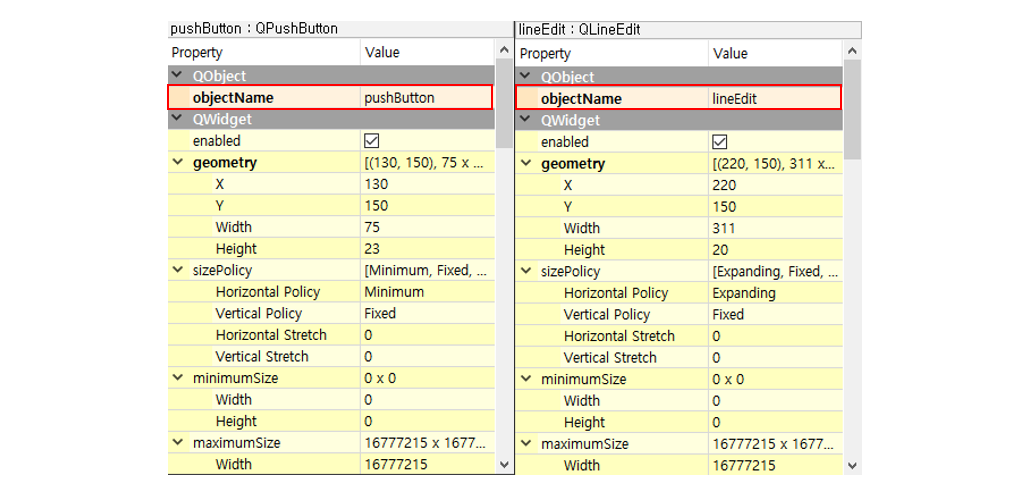 pushButton : QPushButton
Property Value
QObject
objectName pushButton
QWidget
enabled
geometry [(130, 150), 75 x ...
X 130
Y 150
Width 75
Height 23
sizePolicy [Minimum, Fixed, ...
Horizontal Policy Minimum
Vertical Policy Fixed
Horizontal Stretch 0
Vertical Stretch 0
minimumSize 0 x 0
Width 0
Height 0
maximumSize 16777215 x 1677...
Width 16777215
lineEdit : QLineEdit
Property Value
QObject
objectName lineEdit
QWidget
enabled
geometry [(220, 150), 311 x...
X 220
Y 150
Width 311
Height 20
sizePolicy [Expanding, Fixed, ...
Horizontal Policy Expanding
Vertical Policy Fixed
Horizontal Stretch 0
Vertical Stretch 0
minimumSize 0 x 0
Width 0
Height 0
maximumSize 16777215 x 1677...
Width 16777215